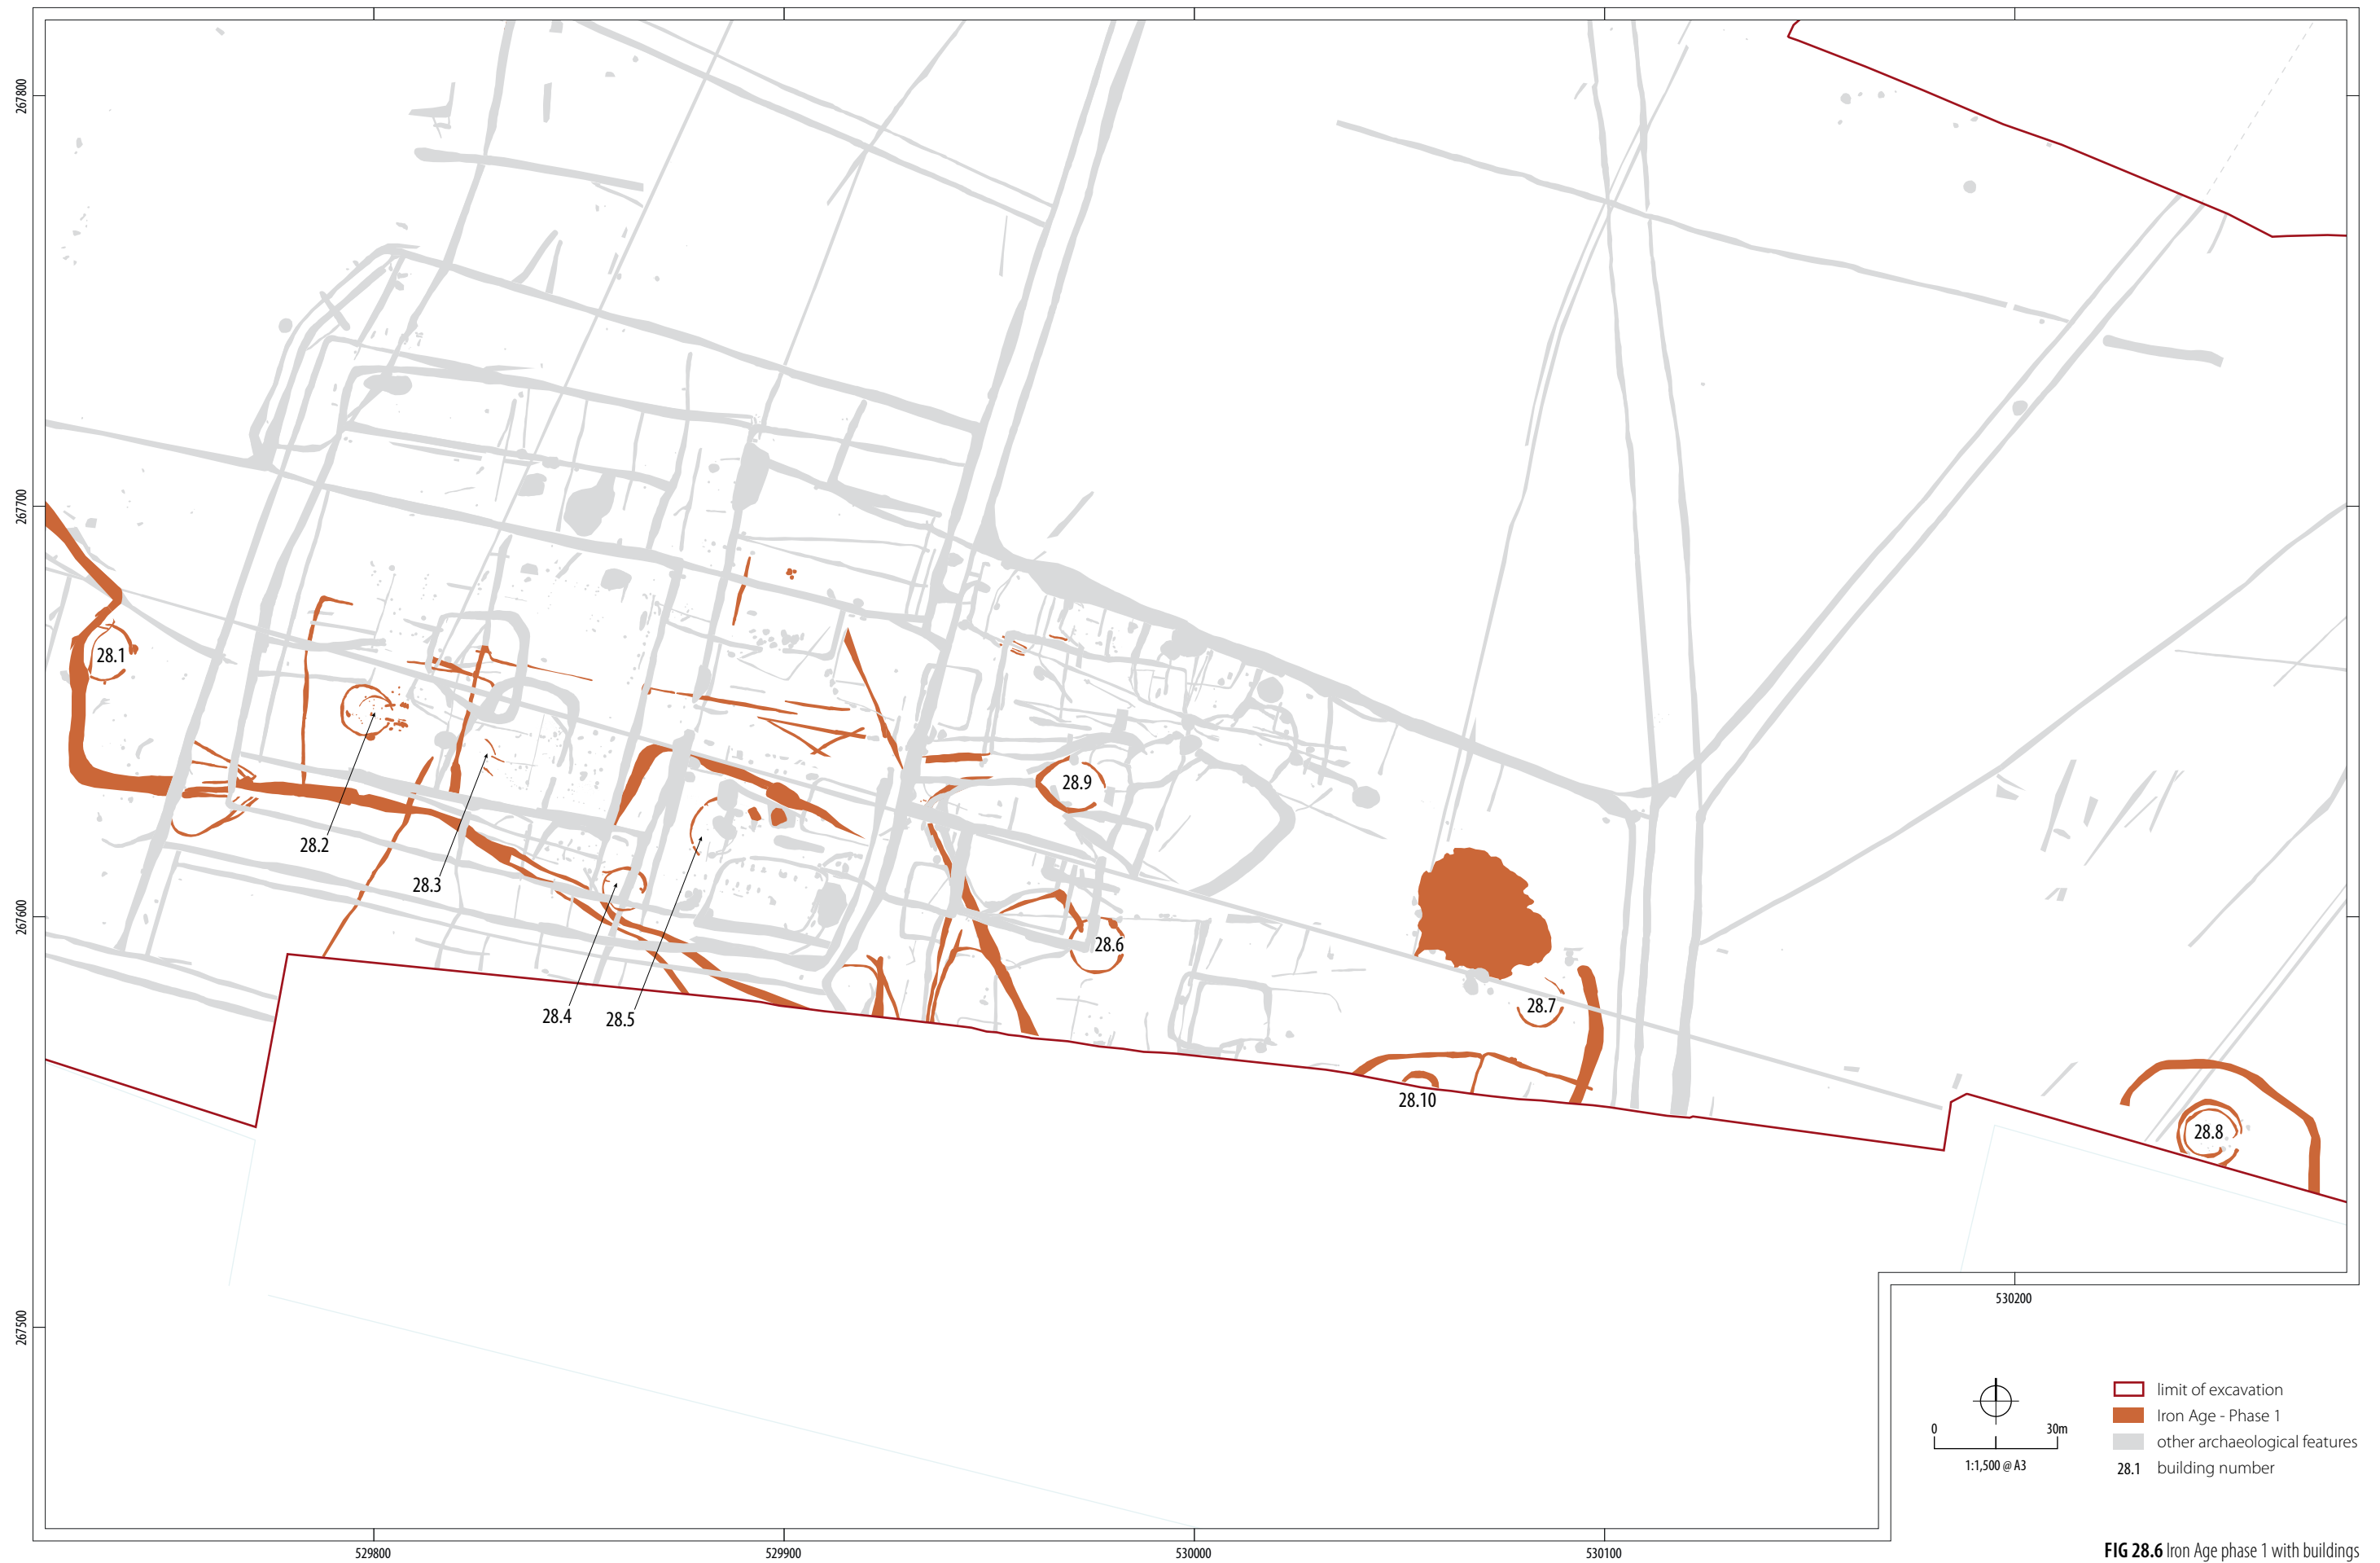 267800
267700
267600
267500
28.1
28.2
28.3
28.4
28.5
28.9
28.6
28.7
28.10
28.8
529800
529900
530000
530100
530200
0 30m
1:1,500 @ A3
limit of excavation
Iron Age - Phase 1
other archaeological features
28.1 building number
FIG 28.6 Iron Age phase 1 with buildings